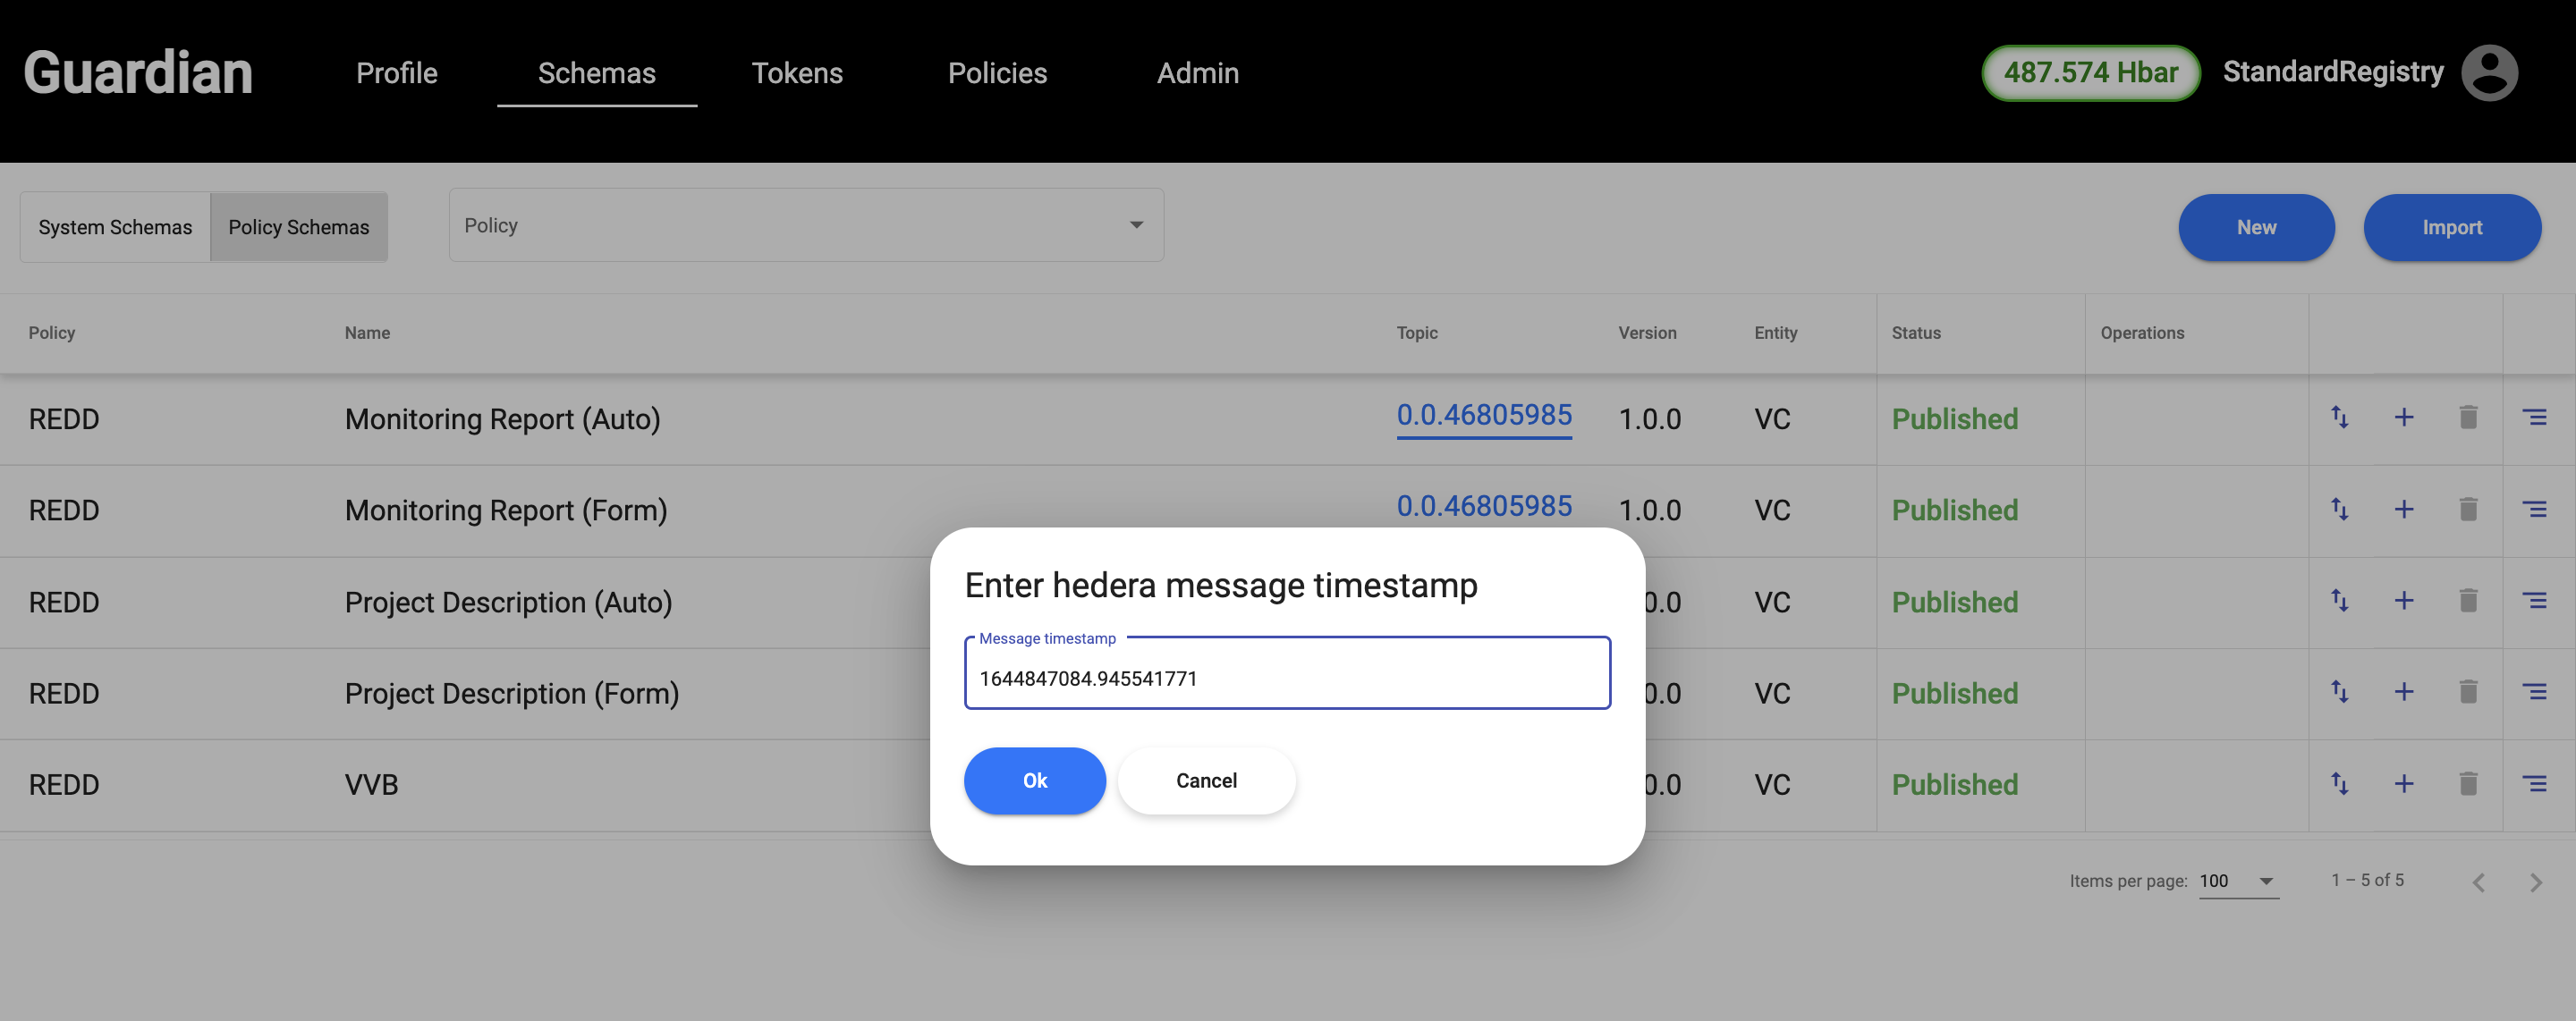 Guardian Profile Schemas Tokens Policies Admin 487.574 Hbar StandardRegistry
System Schemas Policy Schemas Policy New Import
Policy Name Topic Version Entity Status Operations
REDD Monitoring Report (Auto) 0.0.46805985 1.0.0 VC Published
REDD Monitoring Report (Form) 0.0.46805985 1.0.0 VC Published
Enter hedera message timestamp
Message timestamp
1644847084.945541771
Ok Cancel
REDD Project Description (Auto) 0.0 VC Published
REDD Project Description (Form) 0.0 VC Published
REDD VVB 0.0 VC Published
Items per page: 100 1 – 5 of 5